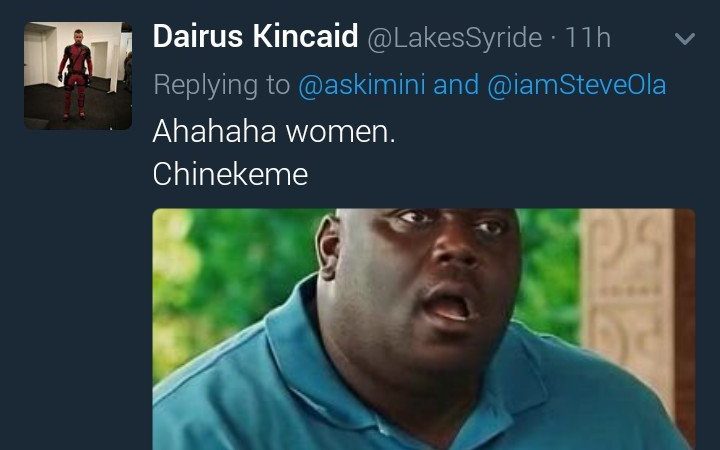 Dairus Kincaid @LakesSyride · 11h
Replying to @askimini and @iamSteveOla
Ahahaha women.
Chinekeme